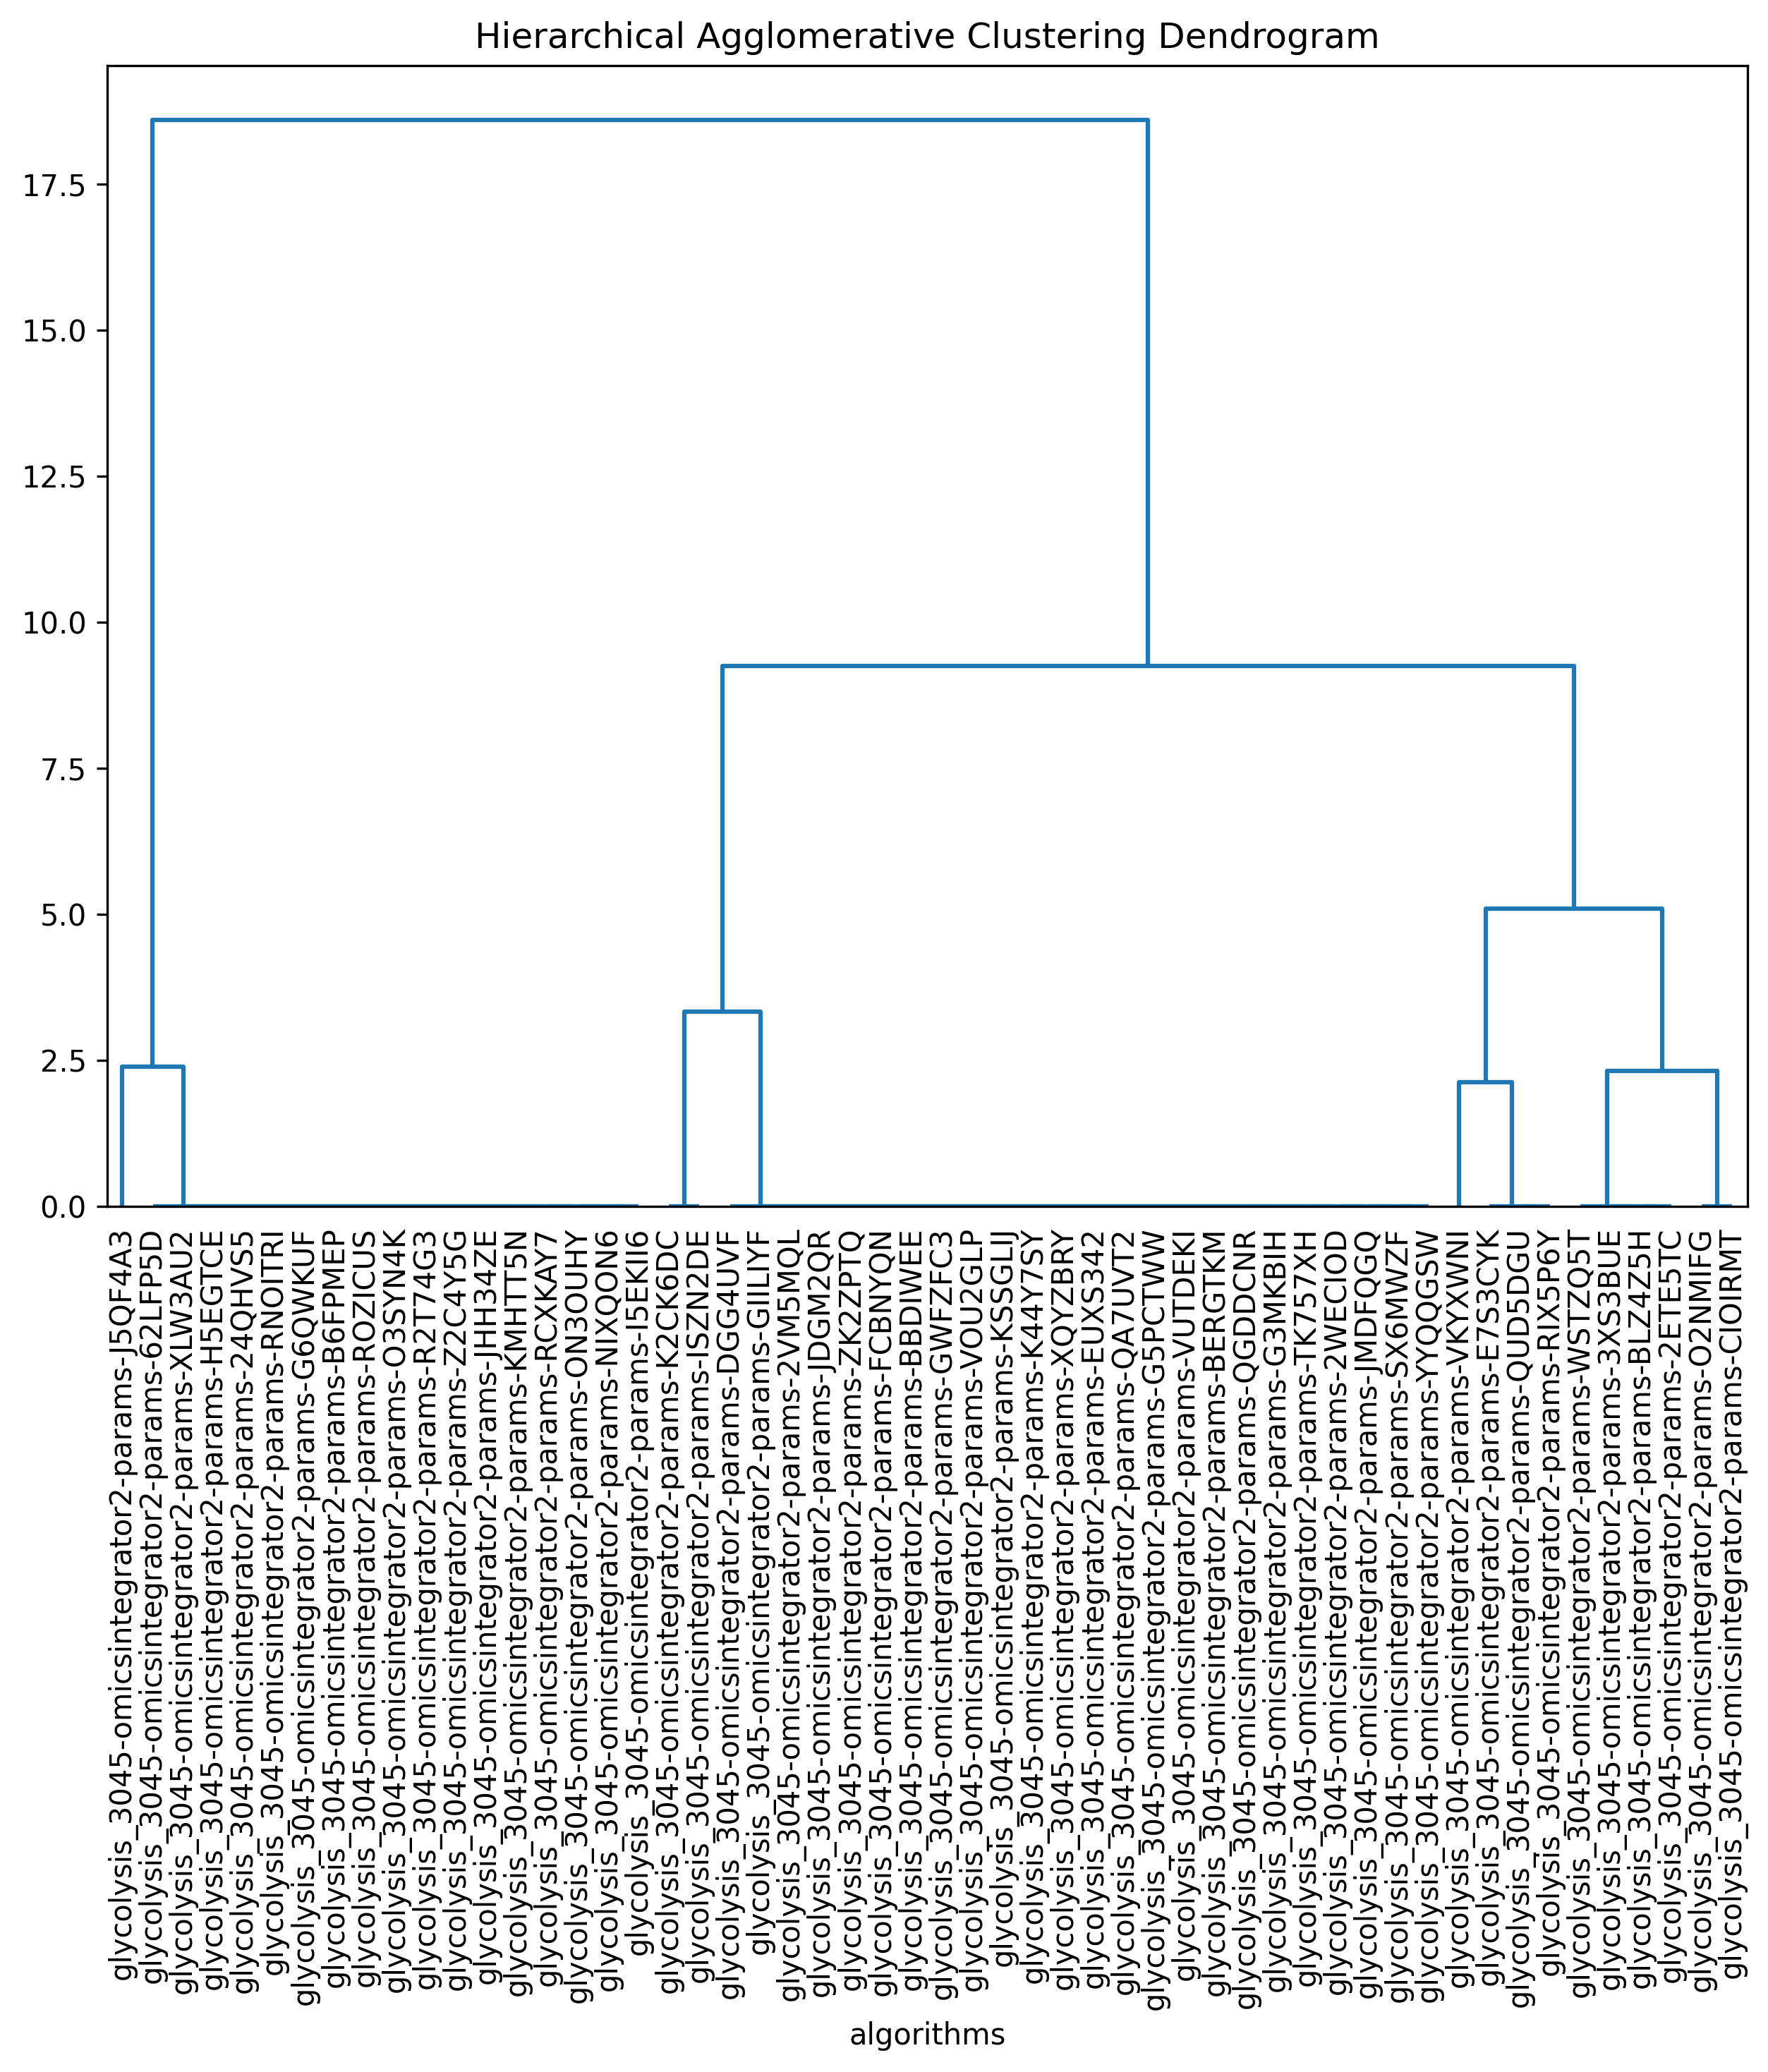 Hierarchical Agglomerative Clustering Dendrogram
17.5
15.0
12.5
10.0
7.5
5.0
2.5
0.0
glycolysis_3045-omicsintegrator2-params-J5QF4A3
glycolysis_3045-omicsintegrator2-params-62LFP5D
glycolysis_3045-omicsintegrator2-params-XLW3AU2
glycolysis_3045-omicsintegrator2-params-H5EGTCE
glycolysis_3045-omicsintegrator2-params-24QHVS5
glycolysis_3045-omicsintegrator2-params-RNOITRI
glycolysis_3045-omicsintegrator2-params-G6QWKUF
glycolysis_3045-omicsintegrator2-params-B6FPMEP
glycolysis_3045-omicsintegrator2-params-ROZICUS
glycolysis_3045-omicsintegrator2-params-O3SYN4K
glycolysis_3045-omicsintegrator2-params-R2T74G3
glycolysis_3045-omicsintegrator2-params-Z2C4Y5G
glycolysis_3045-omicsintegrator2-params-JHH34ZE
glycolysis_3045-omicsintegrator2-params-KMHTT5N
glycolysis_3045-omicsintegrator2-params-RCXKAY7
glycolysis_3045-omicsintegrator2-params-ON3OUHY
glycolysis_3045-omicsintegrator2-params-NIXQON6
glycolysis_3045-omicsintegrator2-params-I5EKII6
glycolysis_3045-omicsintegrator2-params-K2CK6DC
glycolysis_3045-omicsintegrator2-params-ISZN2DE
glycolysis_3045-omicsintegrator2-params-DGG4UVF
glycolysis_3045-omicsintegrator2-params-GIILIYF
glycolysis_3045-omicsintegrator2-params-2VM5MQL
glycolysis_3045-omicsintegrator2-params-JDGM2QR
glycolysis_3045-omicsintegrator2-params-ZK2ZPTQ
glycolysis_3045-omicsintegrator2-params-FCBNYQN
glycolysis_3045-omicsintegrator2-params-BBDIWEE
glycolysis_3045-omicsintegrator2-params-GWFZFC3
glycolysis_3045-omicsintegrator2-params-VOU2GLP
glycolysis_3045-omicsintegrator2-params-KSSGLIJ
glycolysis_3045-omicsintegrator2-params-K44Y7SY
glycolysis_3045-omicsintegrator2-params-XQYZBRY
glycolysis_3045-omicsintegrator2-params-EUXS342
glycolysis_3045-omicsintegrator2-params-QA7UVT2
glycolysis_3045-omicsintegrator2-params-G5PCTWW
glycolysis_3045-omicsintegrator2-params-VUTDEKI
glycolysis_3045-omicsintegrator2-params-BERGTKM
glycolysis_3045-omicsintegrator2-params-QGDDCNR
glycolysis_3045-omicsintegrator2-params-G3MKBIH
glycolysis_3045-omicsintegrator2-params-TK757XH
glycolysis_3045-omicsintegrator2-params-2WECIOD
glycolysis_3045-omicsintegrator2-params-JMDFQGQ
glycolysis_3045-omicsintegrator2-params-SX6MWZF
glycolysis_3045-omicsintegrator2-params-YYQQGSW
glycolysis_3045-omicsintegrator2-params-VKYXWNI
glycolysis_3045-omicsintegrator2-params-E7S3CYK
glycolysis_3045-omicsintegrator2-params-QUD5DGU
glycolysis_3045-omicsintegrator2-params-RIX5P6Y
glycolysis_3045-omicsintegrator2-params-WSTZQ5T
glycolysis_3045-omicsintegrator2-params-3XS3BUE
glycolysis_3045-omicsintegrator2-params-BLZ4Z5H
glycolysis_3045-omicsintegrator2-params-2ETE5TC
glycolysis_3045-omicsintegrator2-params-O2NMIFG
glycolysis_3045-omicsintegrator2-params-CIOIRMT
algorithms